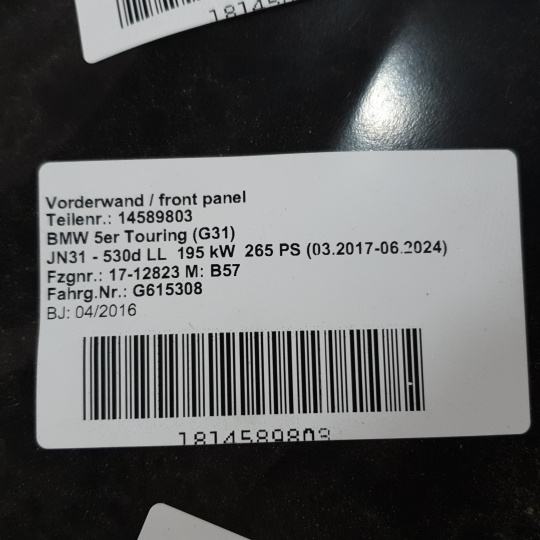 18145
Vorderwand / front panel
Teilenr.: 14589803
BMW 5er Touring (G31)
JN31 - 530d LL 195 kW 265 PS (03.2017-06.2024)
Fzgnr.: 17-12823 M: B57
Fahrg.Nr.: G615308
BJ: 04/2016
1814589803